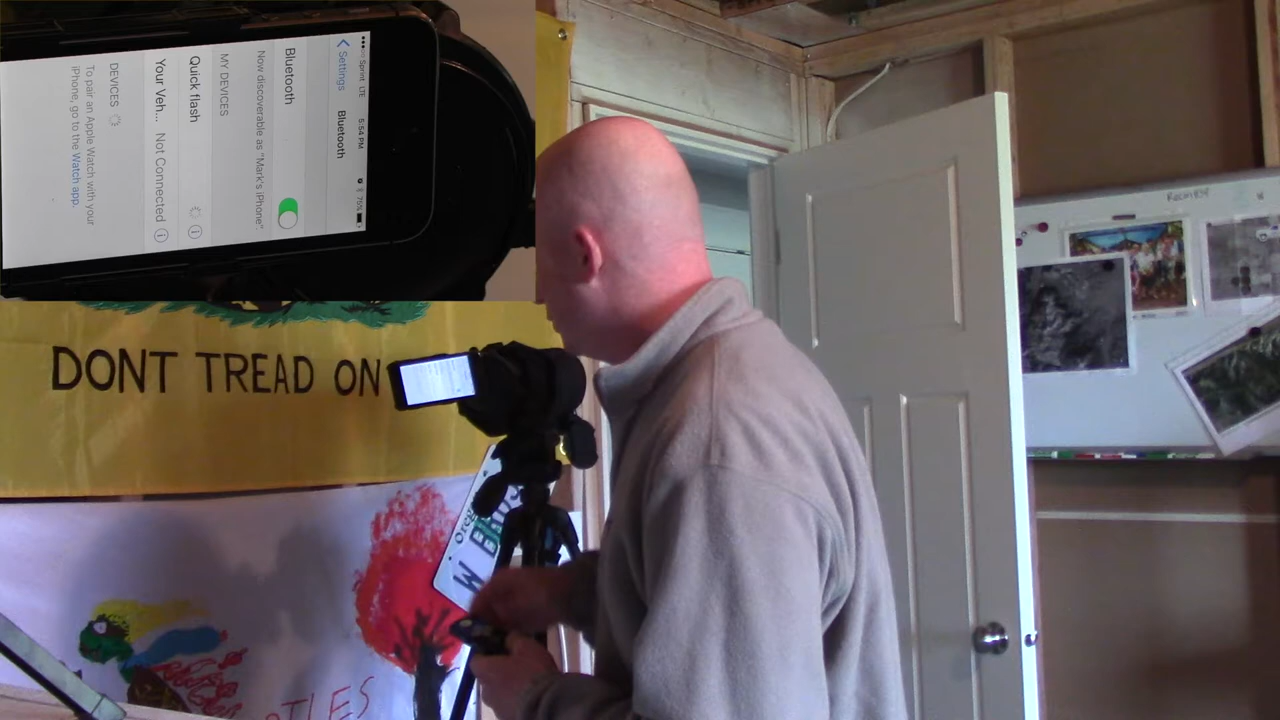 Sprint LTE 5:54 PM 70%
Settings Bluetooth
Bluetooth
Now discoverable as "Mark's iPhone".
MY DEVICES
Quick flash
Your Veh... Not Connected
DEVICES
To pair an Apple Watch with your
iPhone, go to the Watch app.
DONT TREAD ON
Oreg
W